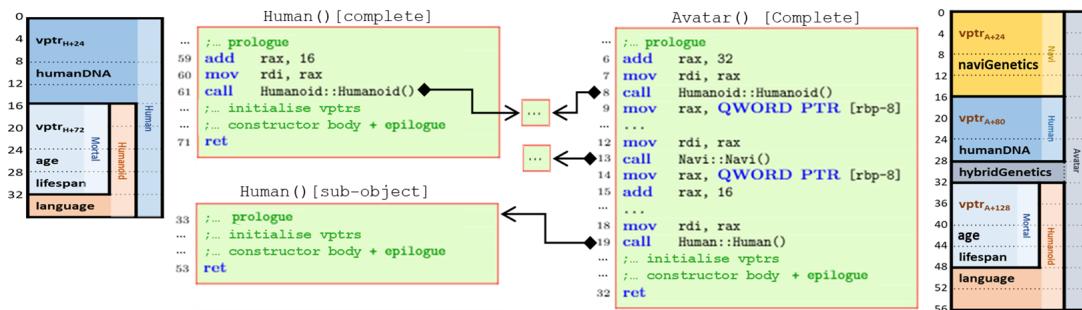 0
4
8
12
16
20
24
28
32
vptrH+24
humanDNA
vptrH+72
age
lifespan
language
Mortal
Humanoid
Human
Human()[complete]
... ;… prologue
59 add rax, 16
60 mov rdi, rax
61 call Humanoid::Humanoid()
... ;… initialise vptrs
... ;… constructor body + epilogue
71 ret
Human()[sub-object]
33 ;… prologue
... ;… initialise vptrs
... ;… constructor body + epilogue
53 ret
...
...
Avatar() [Complete]
... ;… prologue
6 add rax, 32
7 mov rdi, rax
8 call Humanoid::Humanoid()
9 mov rax, QWORD PTR [rbp-8]
... ...
12 mov rdi, rax
13 call Navi::Navi()
14 mov rax, QWORD PTR [rbp-8]
15 add rax, 16
... ...
18 mov rdi, rax
19 call Human::Human()
... ;… initialise vptrs
... ;… constructor body + epilogue
32 ret
0
4
8
12
16
20
24
28
32
36
40
44
48
52
56
vptrA+24
naviGenetics
vptrA+80
humanDNA
hybridGenetics
vptrA+128
age
lifespan
language
Navi
Human
Mortal
Humanoid
Avatar